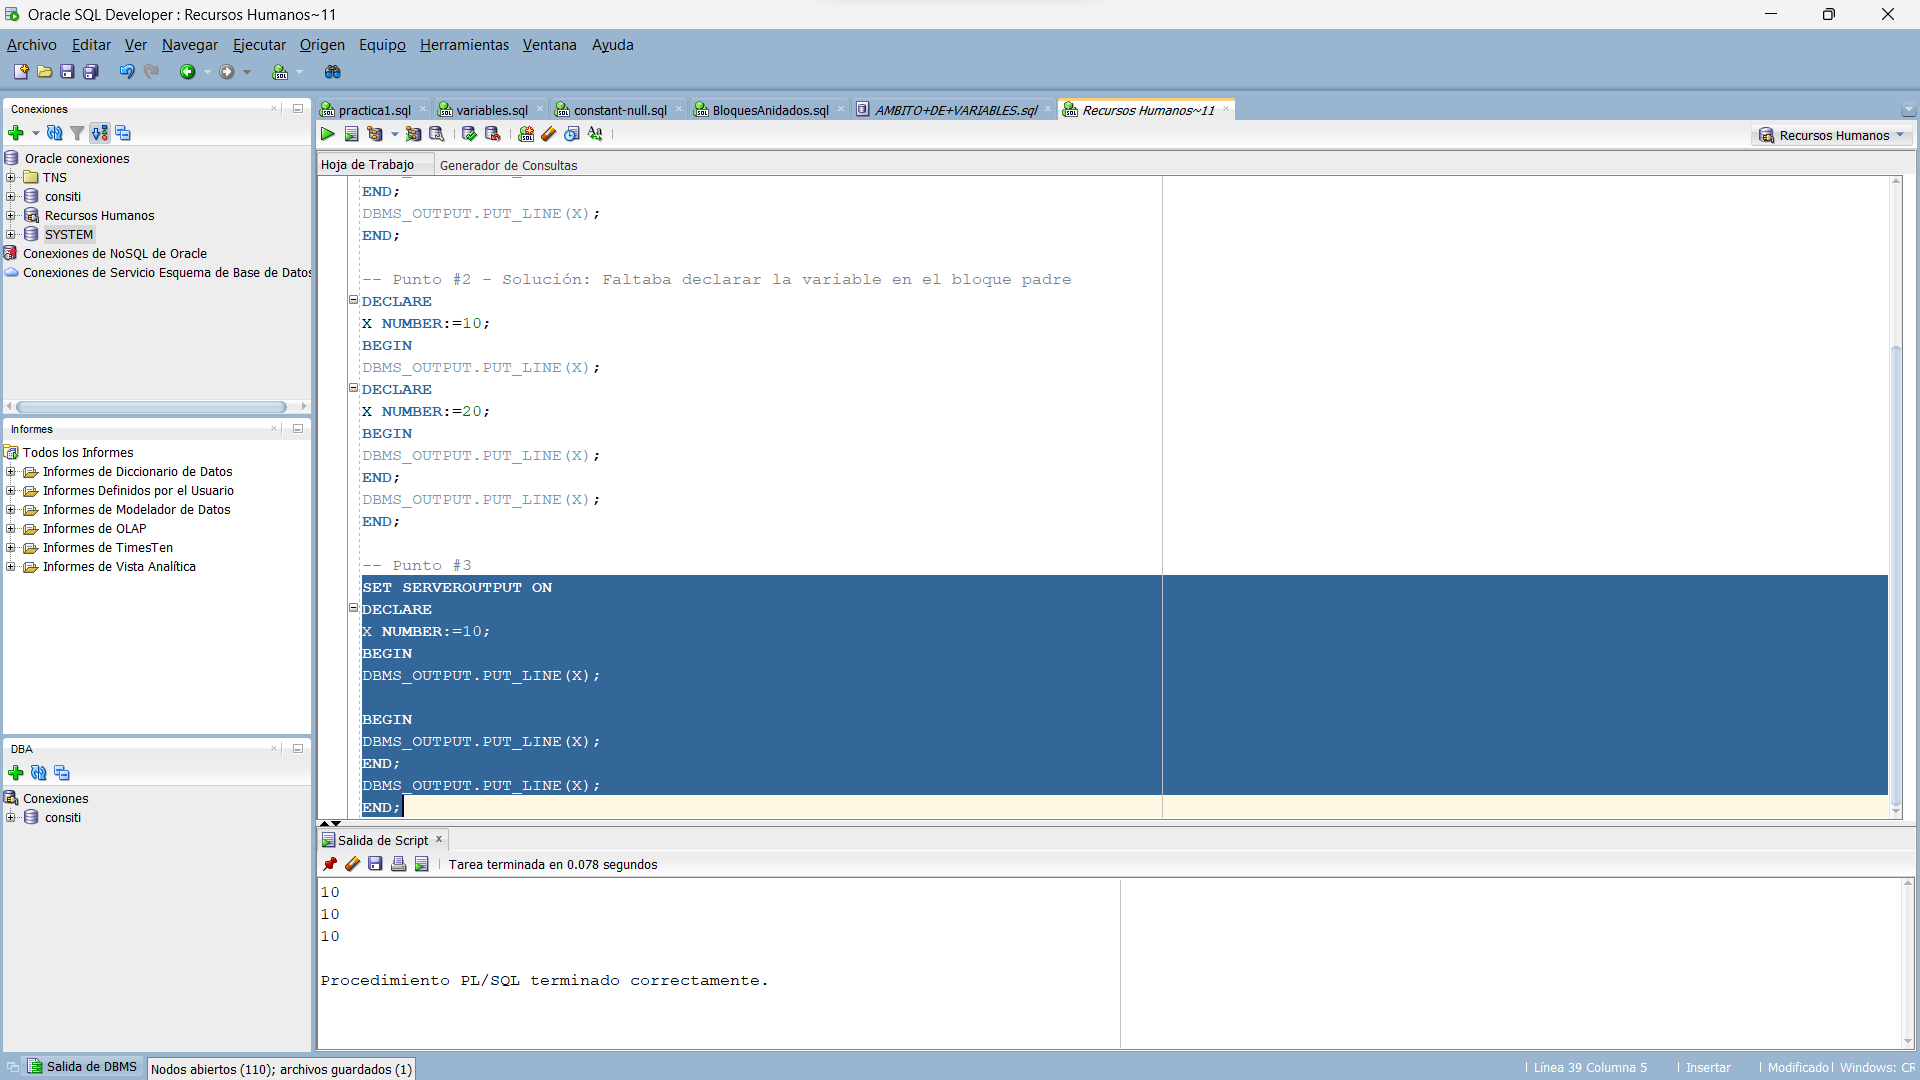 Oracle SQL Developer : Recursos Humanos~11
Archivo Editar Ver Navegar Ejecutar Origen Equipo Herramientas Ventana Ayuda
Conexiones
Oracle conexiones
TNS
consiti
Recursos Humanos
SYSTEM
Conexiones de NoSQL de Oracle
Conexiones de Servicio Esquema de Base de Datos
Informes
Todos los Informes
Informes de Diccionario de Datos
Informes Definidos por el Usuario
Informes de Modelador de Datos
Informes de OLAP
Informes de TimesTen
Informes de Vista Analítica
DBA
Conexiones
consiti
practica1.sql variables.sql constant-null.sql BloquesAnidados.sql AMBITO+DE+VARIABLES.sql Recursos Humanos~11
Recursos Humanos
Hoja de Trabajo Generador de Consultas
END;
DBMS_OUTPUT.PUT_LINE(X);
END;
-- Punto #2 - Solución: Faltaba declarar la variable en el bloque padre
DECLARE
X NUMBER:=10;
BEGIN
DBMS_OUTPUT.PUT_LINE(X);
DECLARE
X NUMBER:=20;
BEGIN
DBMS_OUTPUT.PUT_LINE(X);
END;
DBMS_OUTPUT.PUT_LINE(X);
END;
-- Punto #3
SET SERVEROUTPUT ON
DECLARE
X NUMBER:=10;
BEGIN
DBMS_OUTPUT.PUT_LINE(X);
BEGIN
DBMS_OUTPUT.PUT_LINE(X);
END;
DBMS_OUTPUT.PUT_LINE(X);
END;
Salida de Script
Tarea terminada en 0.078 segundos
10
10
10
Procedimiento PL/SQL terminado correctamente.
Salida de DBMS
Nodos abiertos (110); archivos guardados (1)
Línea 39 Columna 5 Insertar Modificado Windows: CR